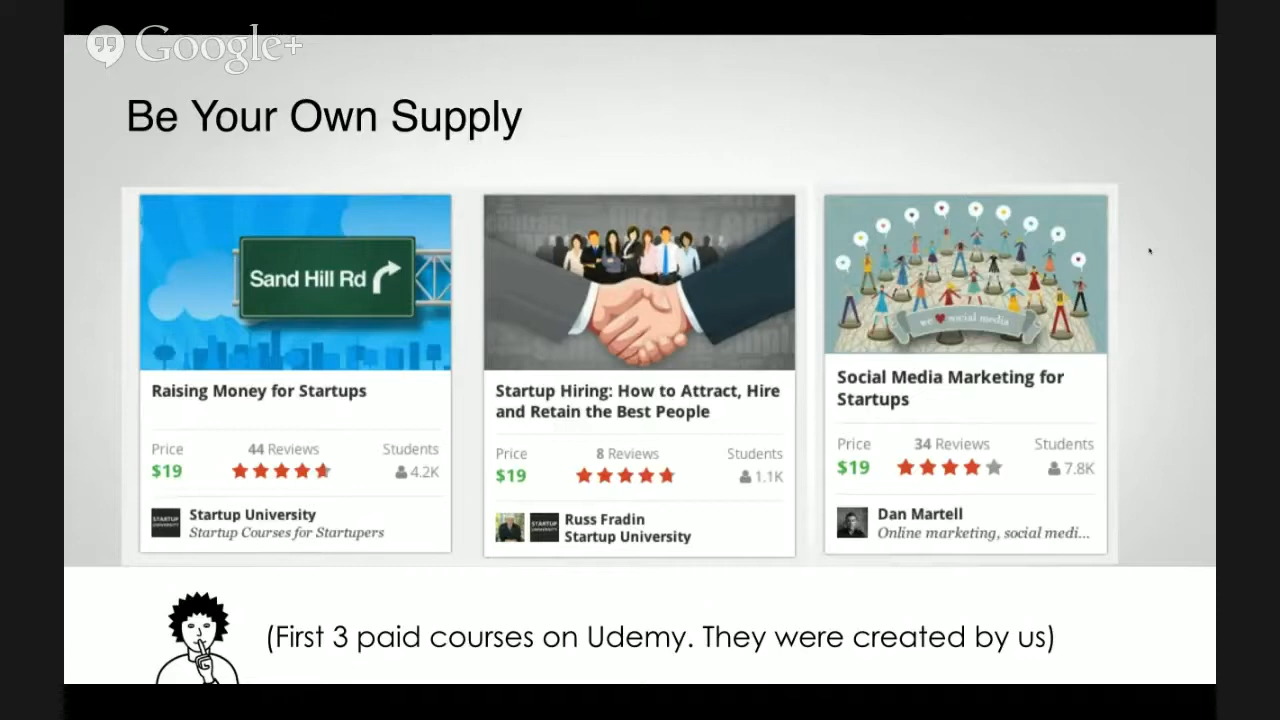 Google+
Be Your Own Supply
Sand Hill Rd
Raising Money for Startups
Price
44 Reviews
Students
$19
4.2K
STARTUP
UNIVERSITY
Startup University
Startup Courses for Startupers
Startup Hiring: How to Attract, Hire
and Retain the Best People
Price
8 Reviews
Students
$19
1.1K
STARTUP
UNIVERSITY
Russ Fradin
Startup University
we social media
Social Media Marketing for
Startups
Price
34 Reviews
Students
$19
7.8K
Dan Martell
Online marketing, social medi...
(First 3 paid courses on Udemy. They were created by us)